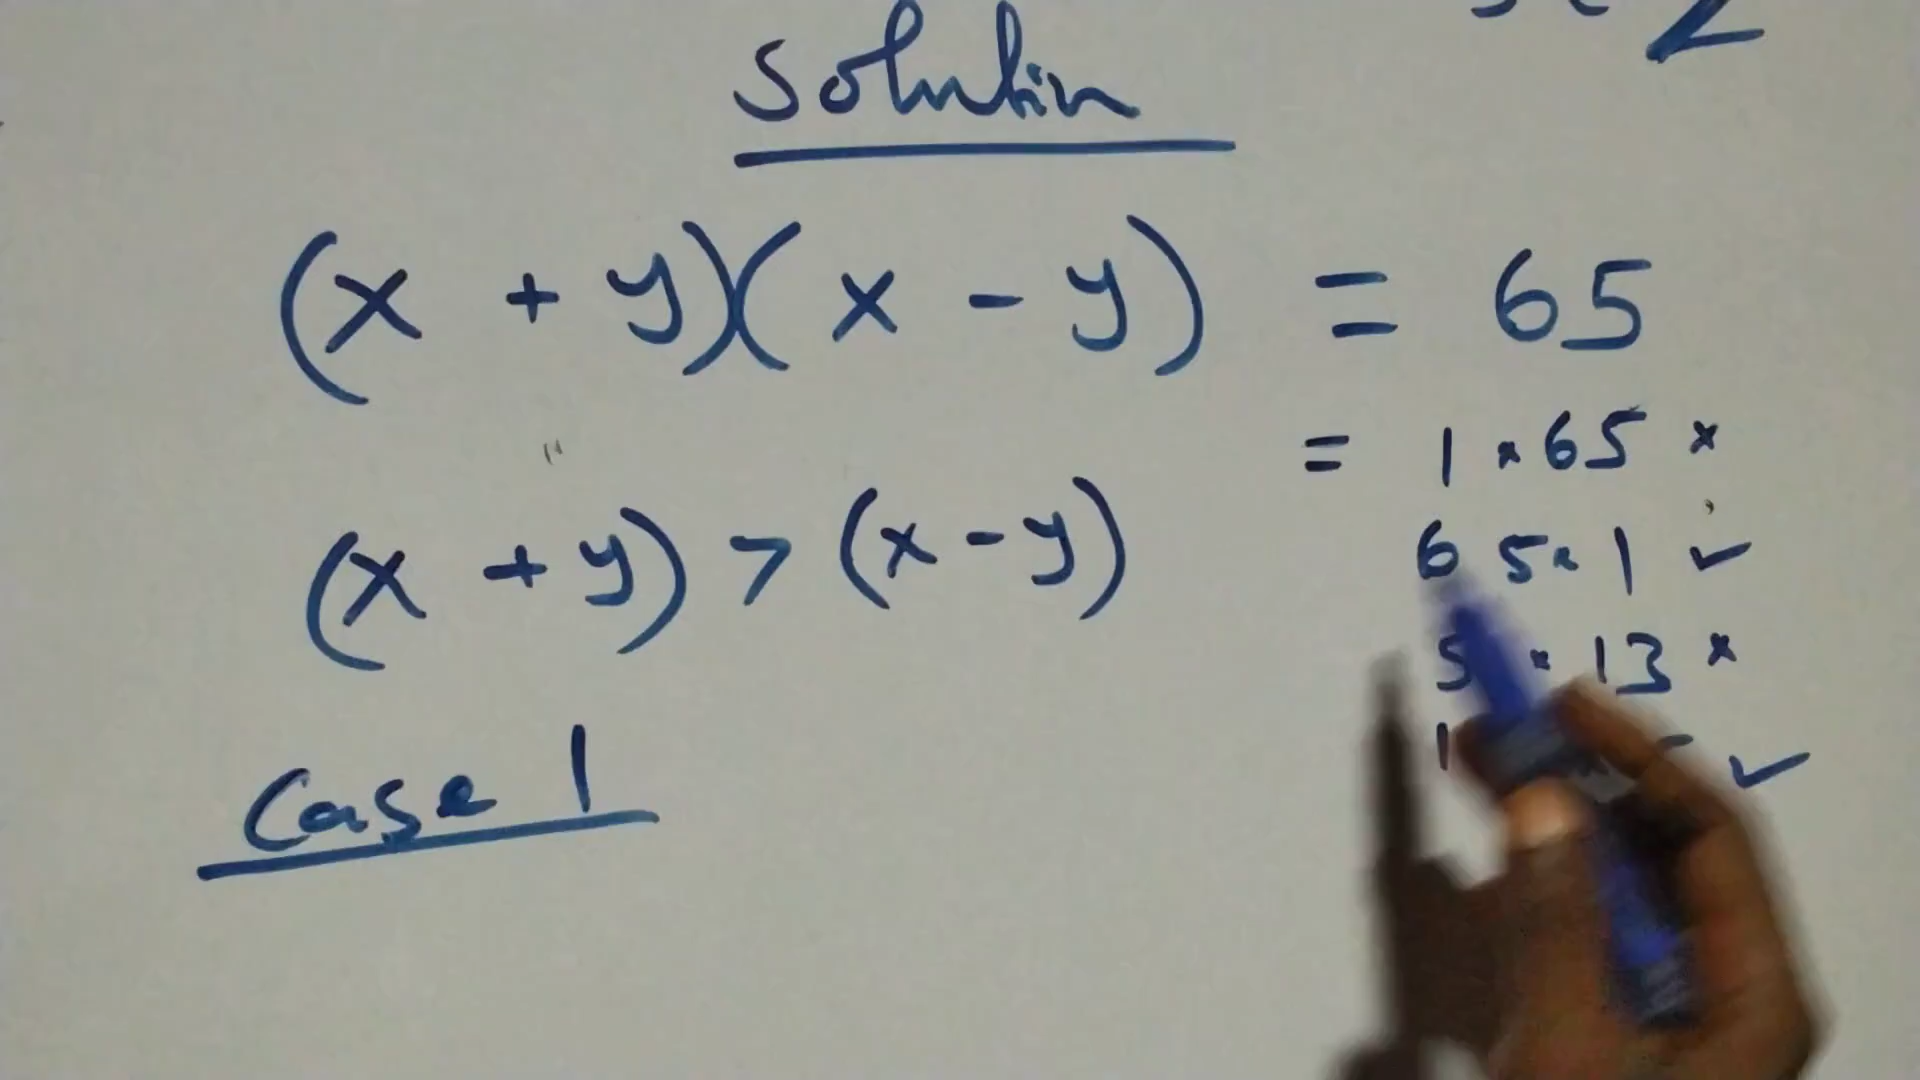 Solution
(x + y)(x - y) = 65
= 1 × 65 ×
(x + y) > (x - y)
65 × 1 ✓
5 × 13 ×
Case 1
✓